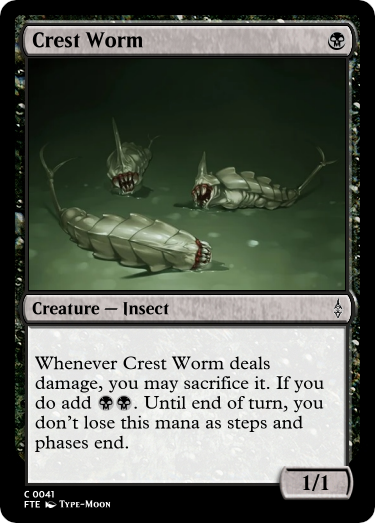 Crest Worm
Creature — Insect
Whenever Crest Worm deals
damage, you may sacrifice it. If you
do add . Until end of turn, you
don't lose this mana as steps and
phases end.
1/1
C 0041
FTE Type-Moon